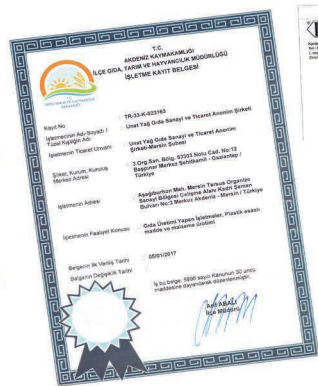 T.C.
AKDENİZ KAYMAKAMLIĞI
İLÇE GIDA, TARIM VE HAYVANCILIK MÜDÜRLÜĞÜ
İŞLETME KAYIT BELGESİ
Kayıt No : TR-33-K-023163
İşletmecinin Adı-Soyadı / Tüzel Kişiliğin Adı : Unat Yağ Gıda Sanayi ve Ticaret Anonim Şirketi
İşletmenin Ticaret Unvanı : Unat Yağ Gıda Sanayi ve Ticaret Anonim
Şirketi-Mersin Şubesi
Şirket, Kurum, Kuruluş
Merkez Adresi : 3.Org.San. Bölg. 83303 Nolu Cad. No:12
Başpınar Merkez Şehitkamil - Gaziantep /
Türkiye
İşletmenin Adresi : Aşağıburhan Mah. Mersin Tarsus Organize
Sanayi Bölgesi Gelişme Alanı Kadri Şaman
Bulvarı No:3 Merkez Akdeniz - Mersin / Türkiye
İşletmenin Faaliyet Konusu : Gıda Üretimi Yapan İşletmeler, Plastik esaslı
madde ve malzeme üretimi
Belgenin İlk Veriliş Tarihi : 05/01/2017
Belgenin Değişiklik Tarihi :
İş bu belge, 5996 sayılı Kanunun 30 uncu
maddesine dayanılarak düzenlenmiştir.
İlçe Müdürü